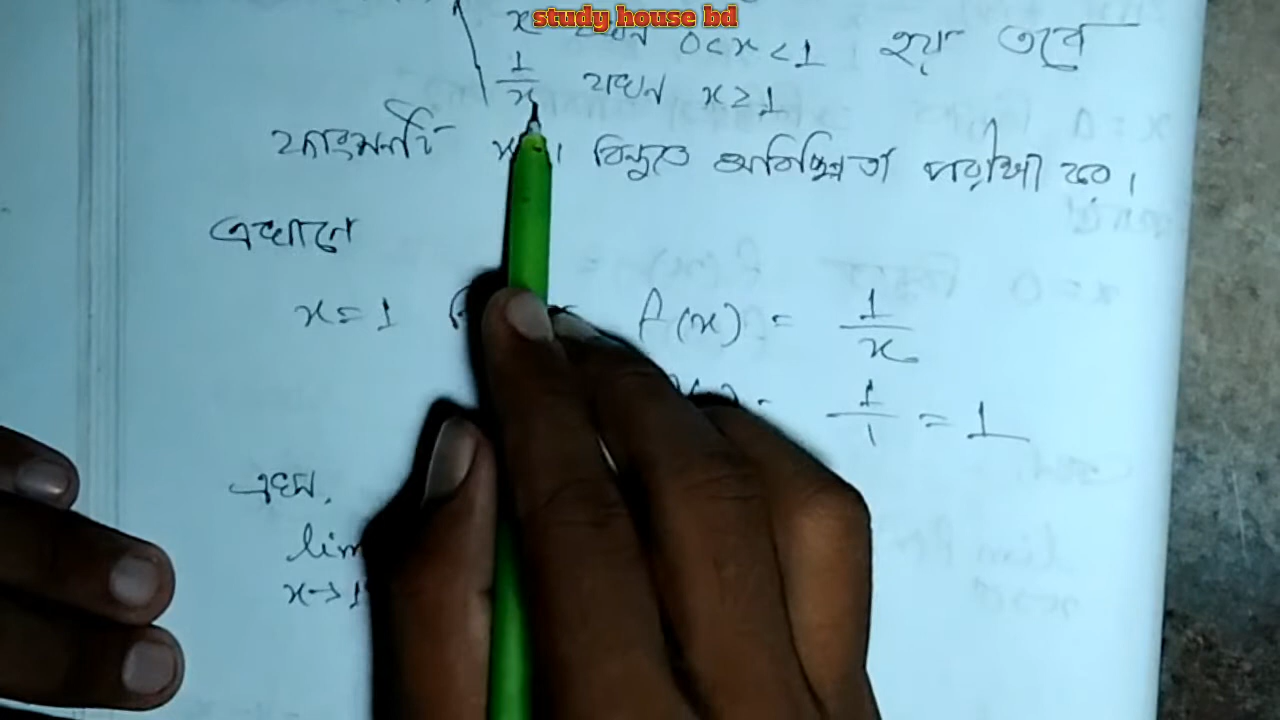 study house bd
x যখন 0<x<1 হয় তবে
1/x যখন x≥1
ফাংশনটি x=1 বিন্দুতে অবিচ্ছিন্নতা পরীক্ষা কর।
এখানে
x=1 f(x) = 1/x
= 1/1 = 1
এখন,
lim
x→1